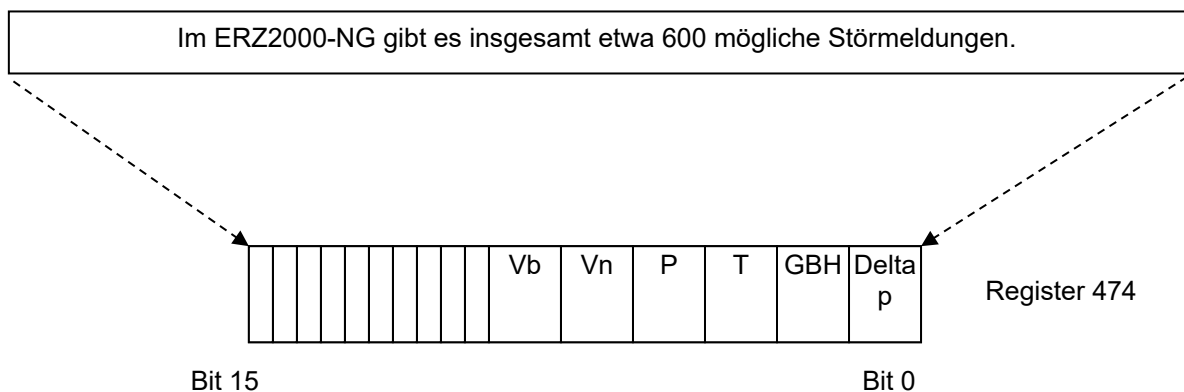 Im ERZ2000-NG gibt es insgesamt etwa 600 mögliche Störmeldungen.
Vb Vn P T GBH Delta
p
Register 474
Bit 15 Bit 0